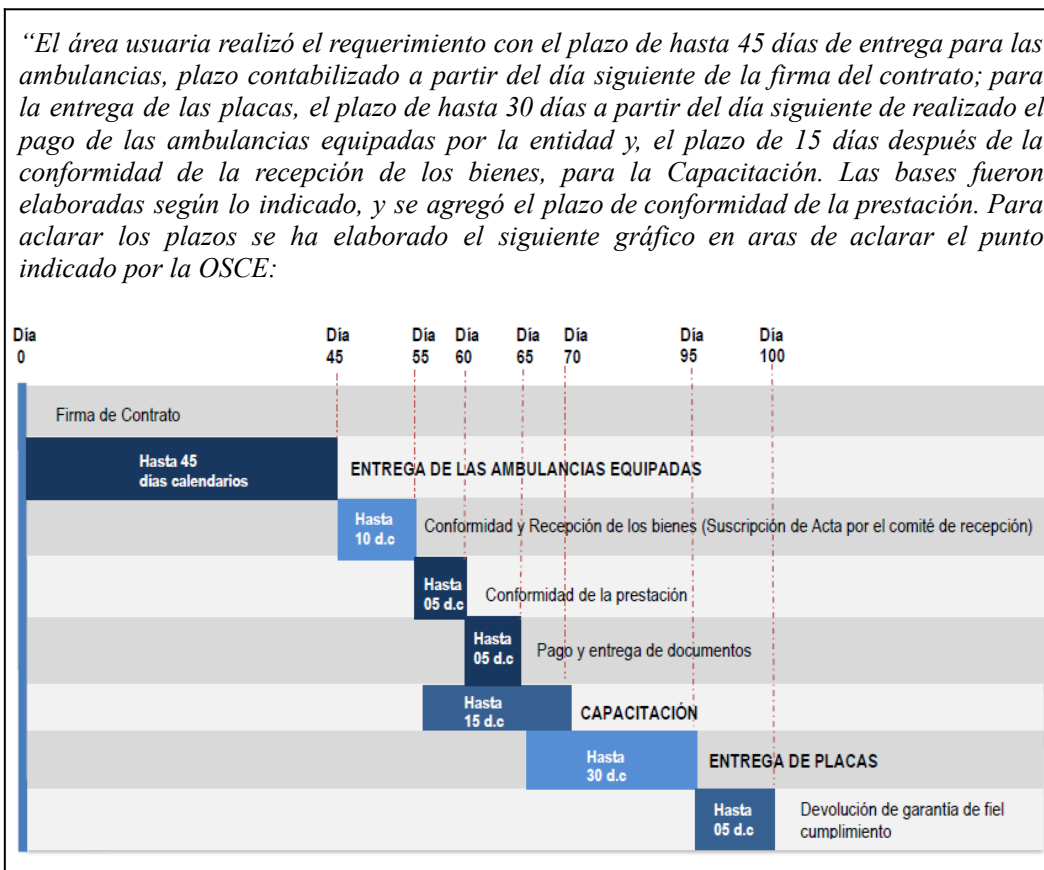 “El área usuaria realizó el requerimiento con el plazo de hasta 45 días de entrega para las
ambulancias, plazo contabilizado a partir del día siguiente de la firma del contrato; para
la entrega de las placas, el plazo de hasta 30 días a partir del día siguiente de realizado el
pago de las ambulancias equipadas por la entidad y, el plazo de 15 días después de la
conformidad de la recepción de los bienes, para la Capacitación. Las bases fueron
elaboradas según lo indicado, y se agregó el plazo de conformidad de la prestación. Para
aclarar los plazos se ha elaborado el siguiente gráfico en aras de aclarar el punto
indicado por la OSCE:
Día Día Día Día Día Día Día Día
0 45 55 60 65 70 95 100
Firma de Contrato
Hasta 45
días calendarios
ENTREGA DE LAS AMBULANCIAS EQUIPADAS
Hasta
10 d.c
Conformidad y Recepción de los bienes (Suscripción de Acta por el comité de recepción)
Hasta
05 d.c
Conformidad de la prestación
Hasta
05 d.c
Pago y entrega de documentos
Hasta
15 d.c
CAPACITACIÓN
Hasta
30 d.c
ENTREGA DE PLACAS
Hasta
05 d.c
Devolución de garantía de fiel
cumplimiento